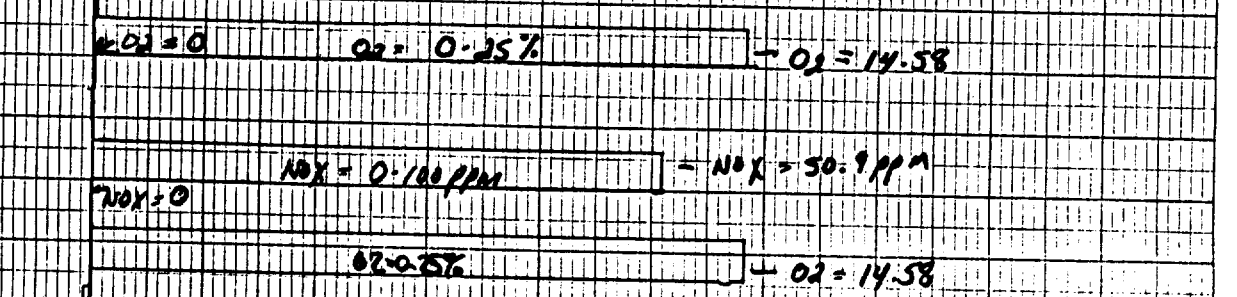 O2 = 0 O2 = 0-25% - O2 = 14.58
NOX = 0-100 PPM - NOX = 50.9 PPM
NOX = 0
O2=0-25% - O2 = 14.58